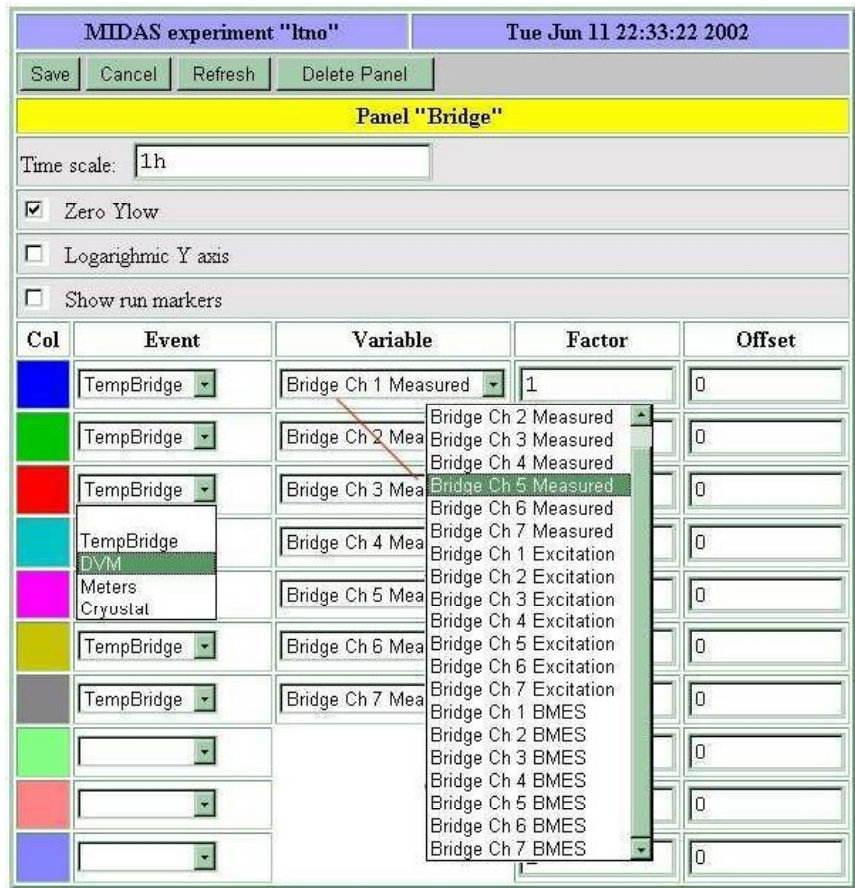 MIDAS experiment "ltno" Tue Jun 11 22:33:22 2002
Save Cancel Refresh Delete Panel
Panel "Bridge"
Time scale: 1h
Zero Ylow
Logarighmic Y axis
Show run markers
Col Event Variable Factor Offset
TempBridge Bridge Ch 1 Measured 1 0
TempBridge Bridge Ch 2 Mea 0
TempBridge Bridge Ch 3 Mea 0
Bridge Ch 4 Mea 0
Bridge Ch 5 Mea 0
TempBridge Bridge Ch 6 Mea 0
TempBridge Bridge Ch 7 Mea 0
0
0
0
TempBridge
DVM
Meters
Cryostat
Bridge Ch 2 Measured
Bridge Ch 3 Measured
Bridge Ch 4 Measured
Bridge Ch 5 Measured
Bridge Ch 6 Measured
Bridge Ch 7 Measured
Bridge Ch 1 Excitation
Bridge Ch 2 Excitation
Bridge Ch 3 Excitation
Bridge Ch 4 Excitation
Bridge Ch 5 Excitation
Bridge Ch 6 Excitation
Bridge Ch 7 Excitation
Bridge Ch 1 BMES
Bridge Ch 2 BMES
Bridge Ch 3 BMES
Bridge Ch 4 BMES
Bridge Ch 5 BMES
Bridge Ch 6 BMES
Bridge Ch 7 BMES